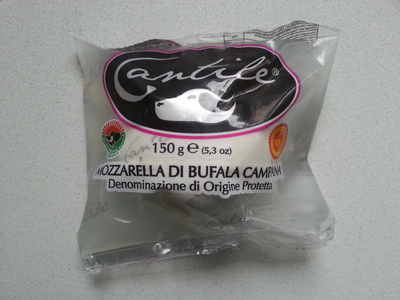 Cantile®
150 g ℮ (5,3 oz)
MOZZARELLA DI BUFALA CAMPANA
Denominazione di Origine Protetta